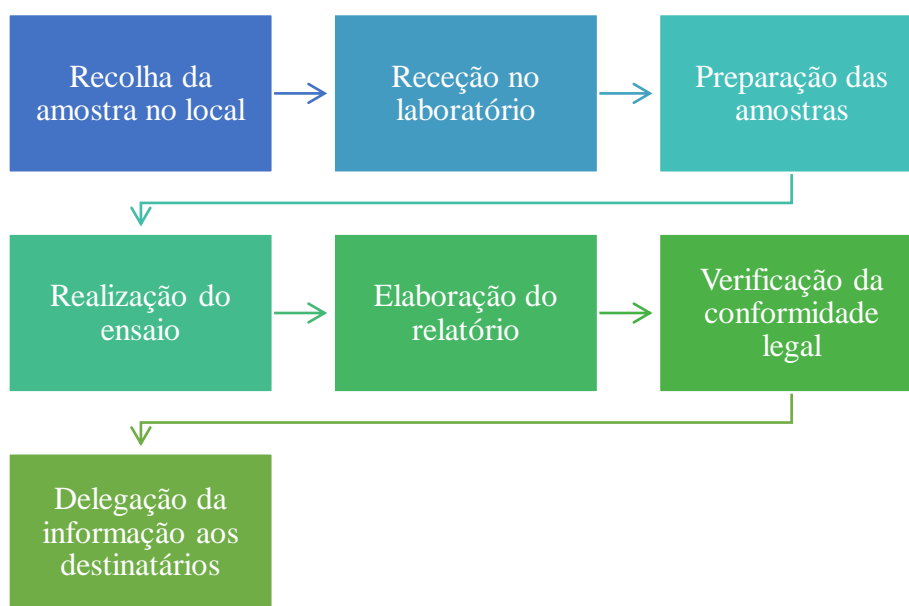 Recolha da
amostra no local
Receção no
laboratório
Preparação das
amostras
Realização do
ensaio
Elaboração do
relatório
Verificação da
conformidade
legal
Delegação da
informação aos
destinatários